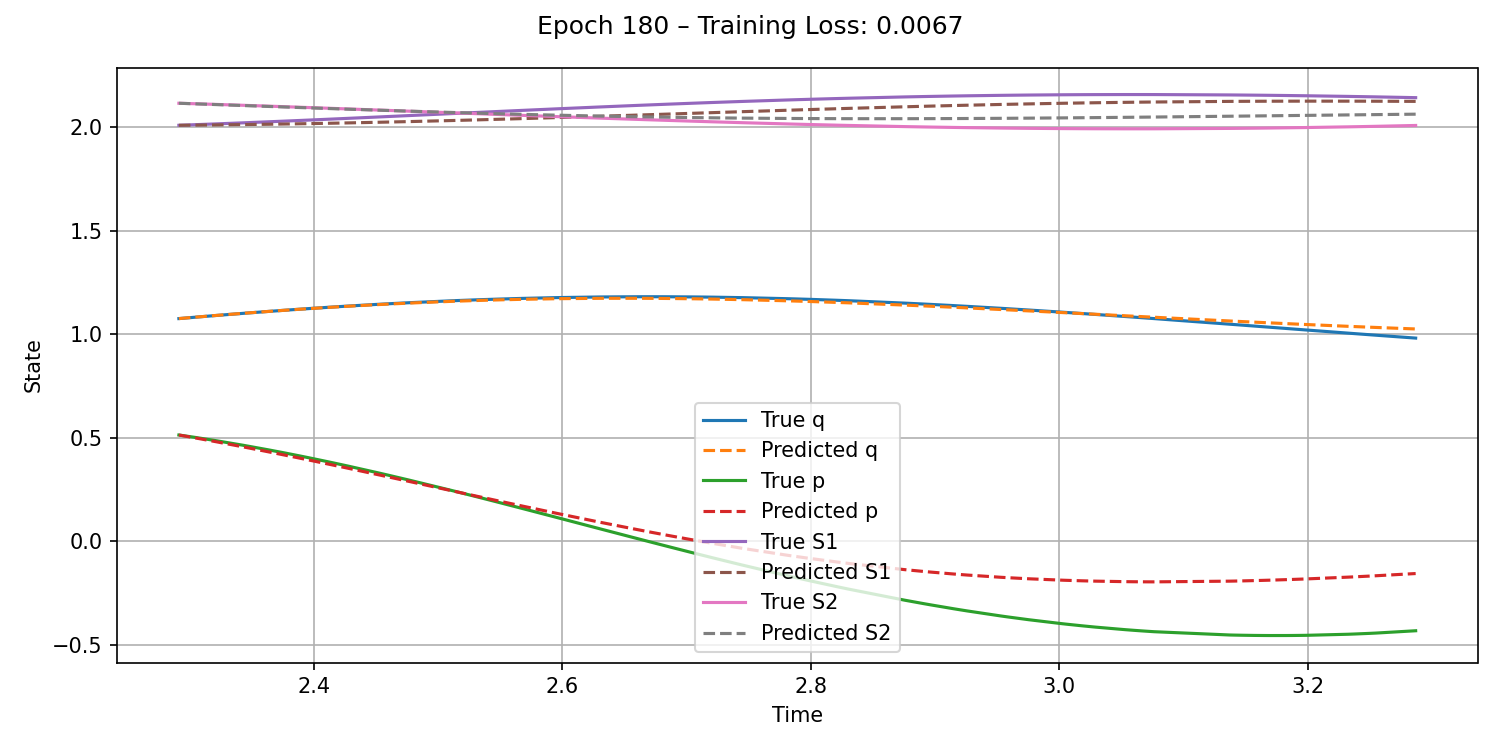 Epoch 180 – Training Loss: 0.0067
2.0
1.5
1.0
0.5
0.0
−0.5
State
True q
Predicted q
True p
Predicted p
True S1
Predicted S1
True S2
Predicted S2
2.4
2.6
2.8
3.0
3.2
Time